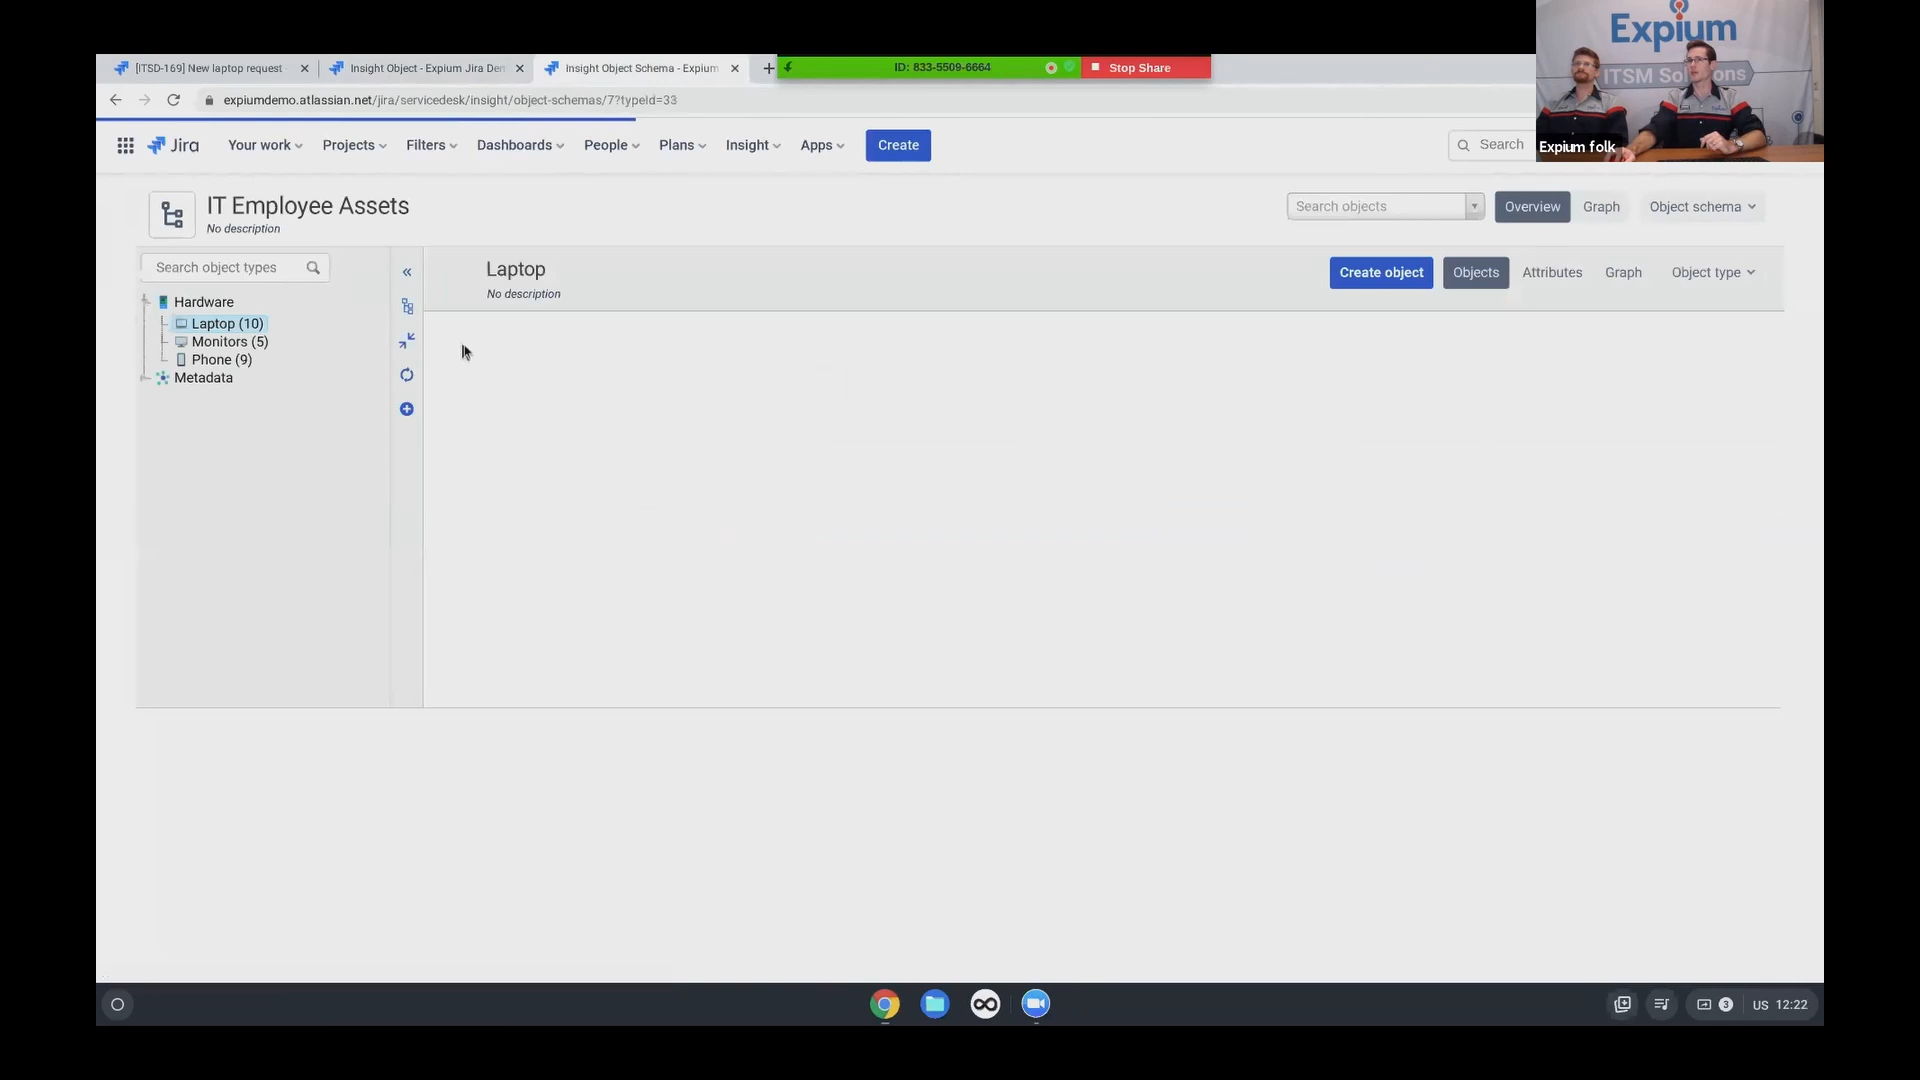 Expium
ITSM Solutions
Expium folk
[ITSD-169] New laptop request
Insight Object - Expium Jira Den
Insight Object Schema - Expium
ID: 833-5509-6664
Stop Share
expiumdemo.atlassian.net/jira/servicedesk/insight/object-schemas/7?typeId=33
Jira
Your work
Projects
Filters
Dashboards
People
Plans
Insight
Apps
Create
Search
IT Employee Assets
No description
Search objects
Overview
Graph
Object schema
Search object types
Hardware
Laptop (10)
Monitors (5)
Phone (9)
Metadata
Laptop
No description
Create object
Objects
Attributes
Graph
Object type
3
US 12:22